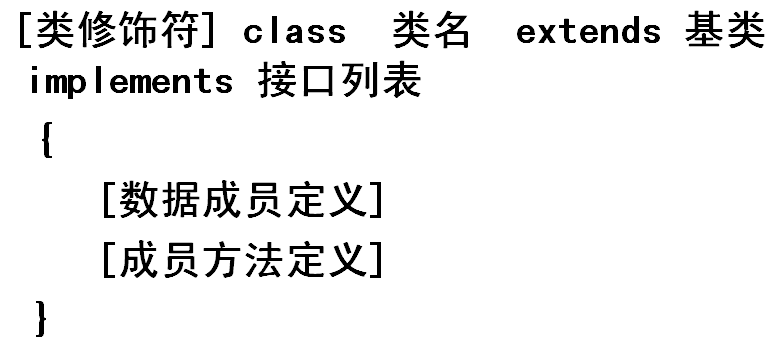 [类修饰符] class 类名 extends 基类
implements 接口列表
{
[数据成员定义]
[成员方法定义]
}